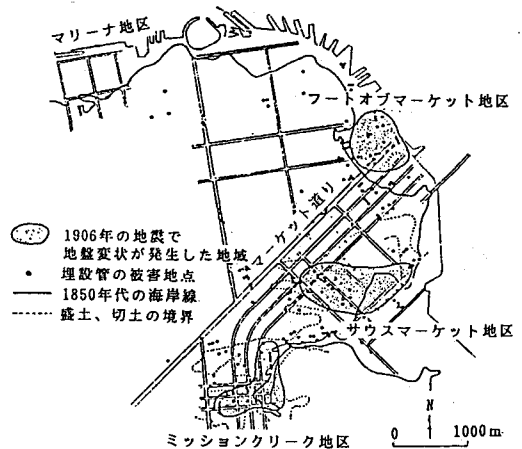 マリーナ地区
フートオブマーケット地区
マーケット通り
1906年の地震で
地盤変状が発生した地域
埋設管の被害地点
1850年代の海岸線
盛土、切土の境界
サウスマーケット地区
ミッションクリーク地区
N
0 1000m